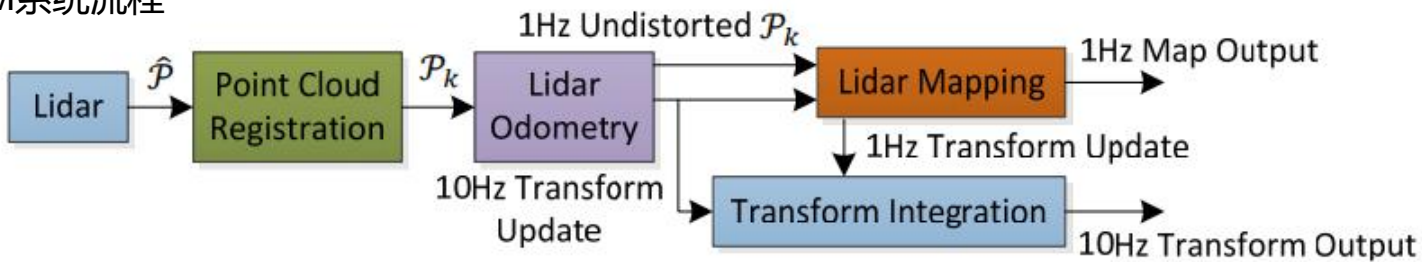 系统流程
1Hz Undistorted 𝒫k
1Hz Map Output
Lidar
𝒫̂
Point Cloud
Registration
𝒫k
Lidar
Odometry
Lidar Mapping
1Hz Transform Update
10Hz Transform
Update
Transform Integration
10Hz Transform Output